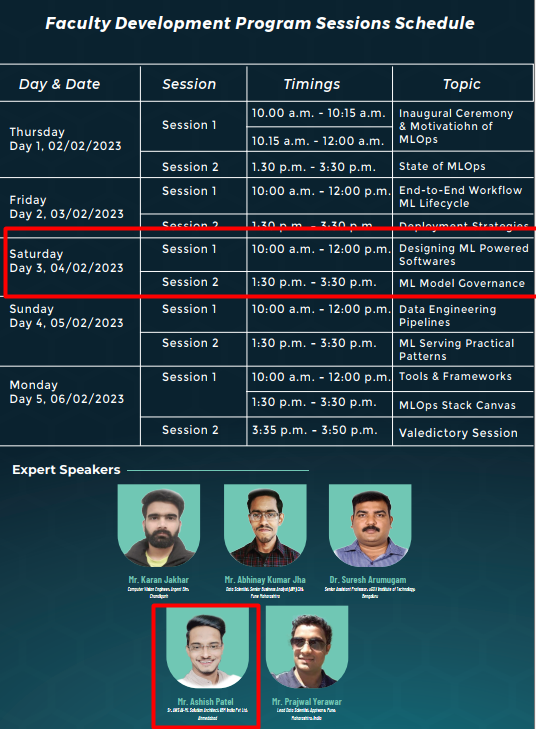 Faculty Development Program Sessions Schedule
Day & Date Session Timings Topic
Thursday
Day 1, 02/02/2023
Session 1
10.00 a.m. - 10:15 a.m.
10.15 a.m. - 12:00 a.m.
Inaugural Ceremony
& Motivatiohn of
MLOps
Session 2 1.30 p.m. - 3:30 p.m. State of MLOps
Friday
Day 2, 03/02/2023
Session 1 10:00 a.m. - 12:00 p.m. End-to-End Workflow
ML Lifecycle
Session 2 1:30 p.m. - 3:30 p.m. Deployment Strategies
Saturday
Day 3, 04/02/2023
Session 1 10:00 a.m. - 12:00 p.m. Designing ML Powered
Softwares
Session 2 1:30 p.m. - 3:30 p.m. ML Model Governance
Sunday
Day 4, 05/02/2023
Session 1 10:00 a.m. - 12:00 p.m. Data Engineering
Pipelines
Session 2 1:30 p.m. - 3:30 p.m. ML Serving Practical
Patterns
Monday
Day 5, 06/02/2023
Session 1 10:00 a.m. - 12:00 p.m. Tools & Frameworks
1:30 p.m. - 3:30 p.m. MLOps Stack Canvas
Session 2 3:35 p.m. - 3:50 p.m. Valedictory Session
Expert Speakers
Mr. Karan Jakhar
Computer Vision Engineer,
Chandigarh
Mr. Abhinay Kumar Jha
Data Scientist, Senior Business Analyst
Pune Maharashtra
Dr. Suresh Arumugam
Senior Assistant Professor, Institute of Technology,
Bengaluru
Mr. Ashish Patel
Sr. AWS AI-ML Solution Architect, IBM India Pvt Ltd.
Ahmedabad
Mr. Prajwal Yerawar
Lead Data Scientist, Pune,
Maharashtra, India